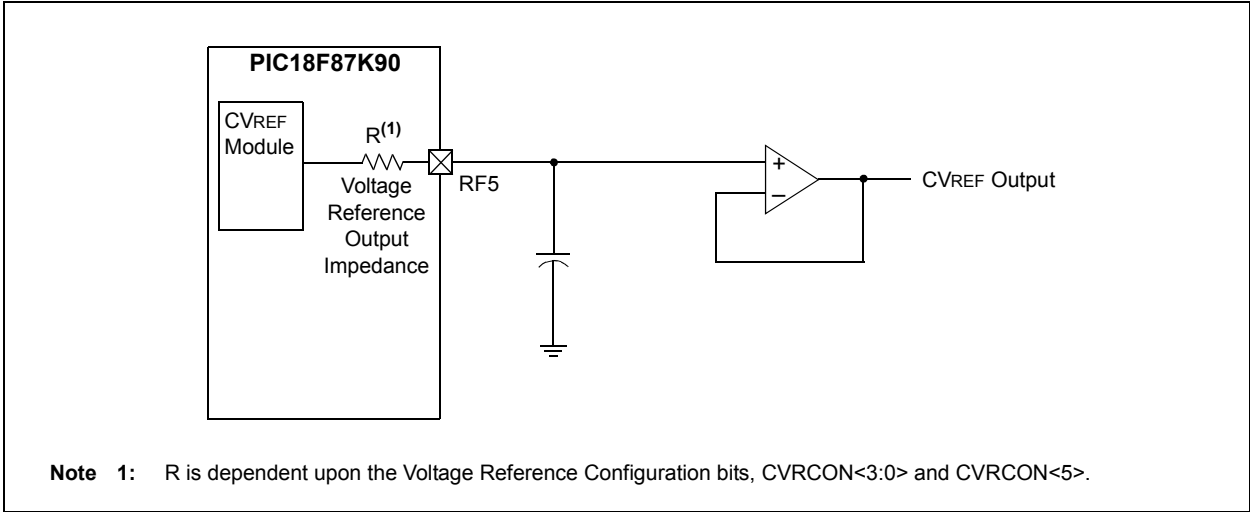 PIC18F87K90
CVREF
Module
R(1)
Voltage
Reference
Output
Impedance
RF5
+
–
CVREF Output
Note 1: R is dependent upon the Voltage Reference Configuration bits, CVRCON<3:0> and CVRCON<5>.